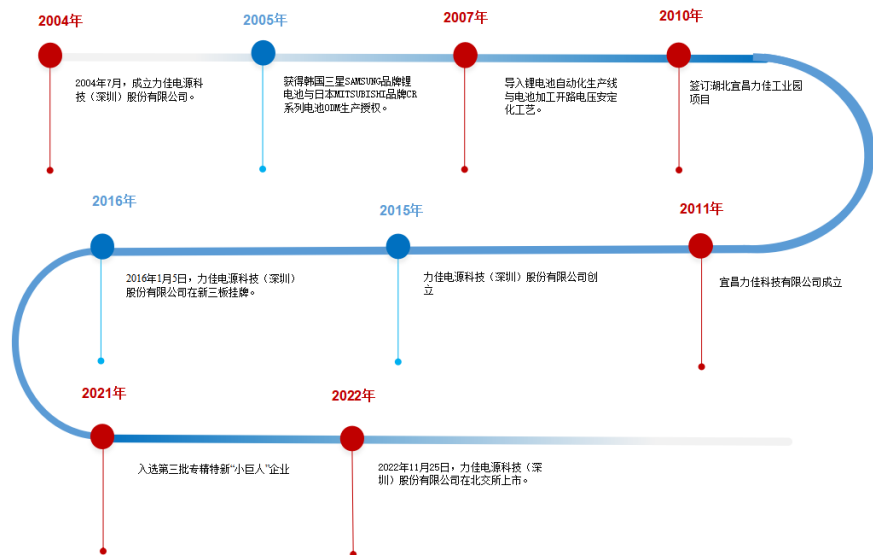 2004年
2005年
2007年
2010年
2004年7月，成立力佳电源科
技（深圳）股份有限公司。
获得韩国三星SAMSUNG品牌锂
电池与日本MITSUBISHI品牌CR
系列电池ODM生产授权。
导入锂电池自动化生产线
与电池加工开路电压安定
化工艺。
签订湖北宜昌力佳工业园
项目
2016年
2015年
2011年
2016年1月5日，力佳电源科技（深圳）
股份有限公司在新三板挂牌。
力佳电源科技（深圳）股份有限公司创
立
宜昌力佳科技有限公司成立
2021年
2022年
入选第三批专精特新“小巨人”企业
2022年11月25日，力佳电源科技（深
圳）股份有限公司在北交所上市。